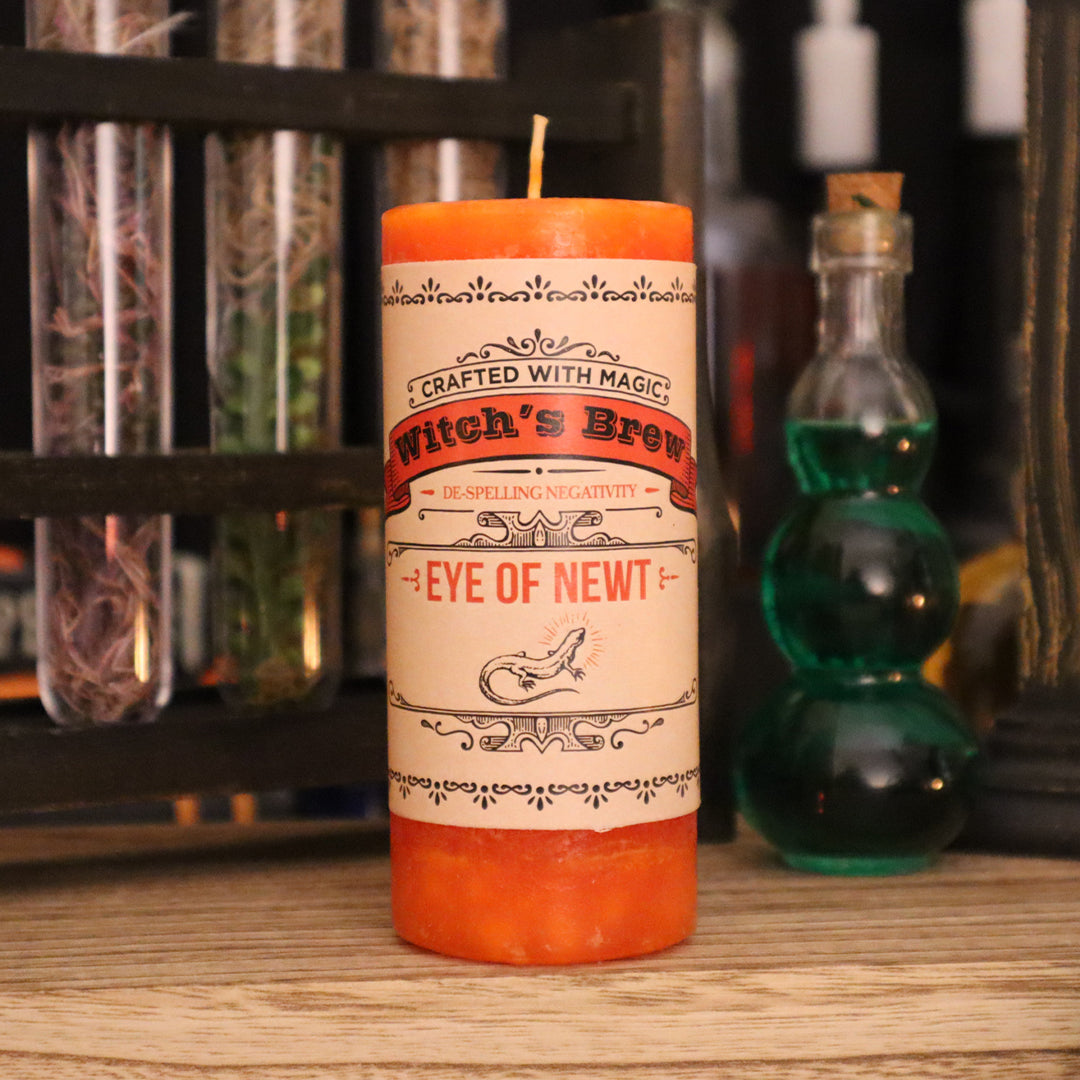 CRAFTED WITH MAGIC
Witch's Brew
DE-SPELLING NEGATIVITY
EYE OF NEWT